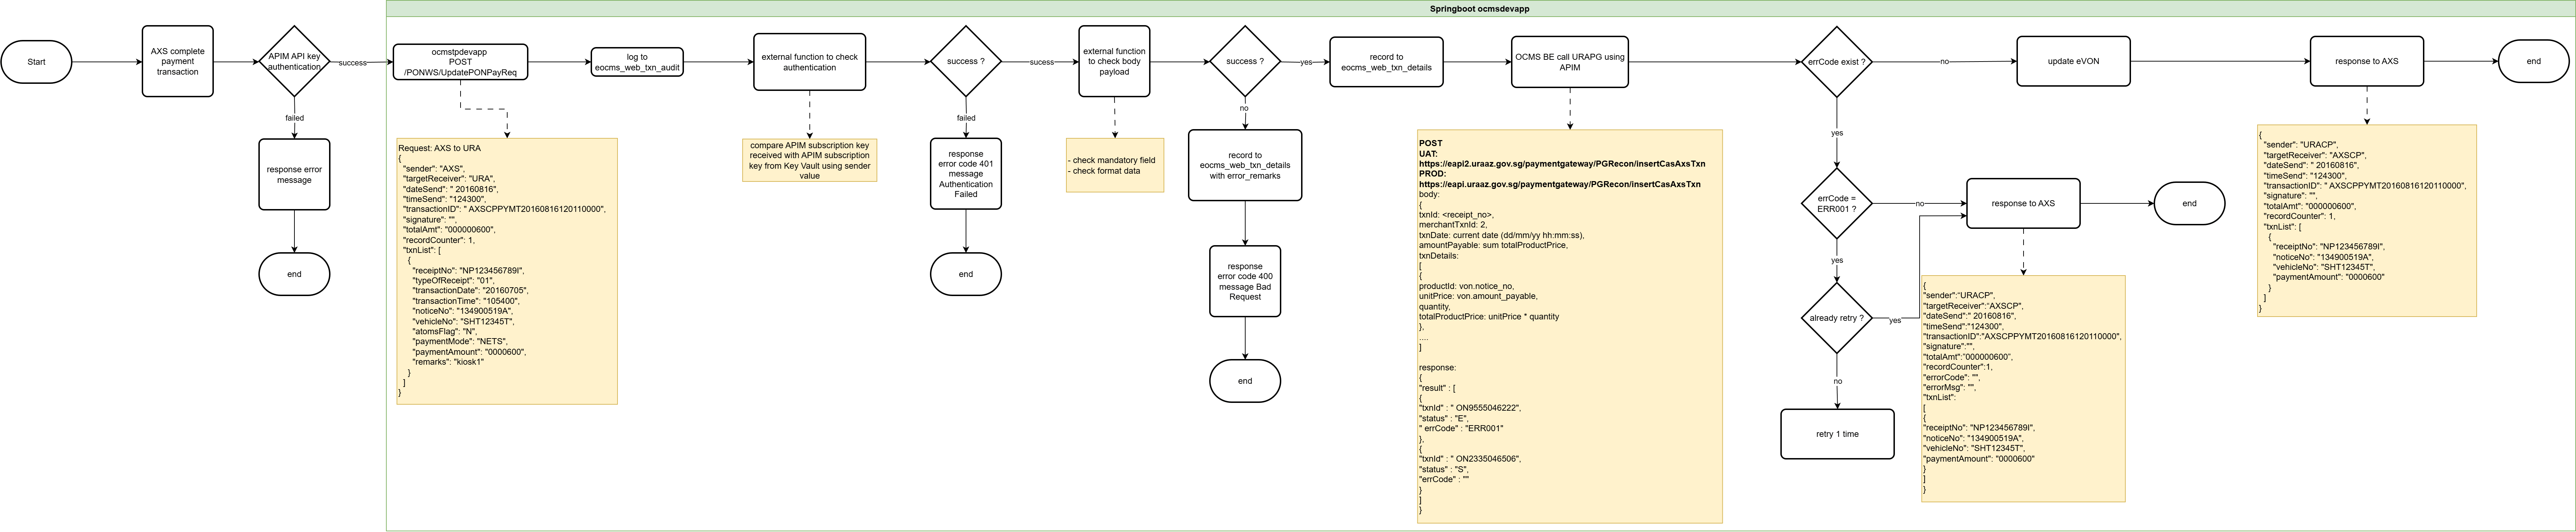 Springboot ocmsdevapp
Start
AXS complete
payment
transaction
APIM API key
authentication
success
failed
response error
message
end
ocmstpdevapp
POST
/PONWS/UpdatePONPayReq
Request: AXS to URA
{
"sender": "AXS",
"targetReceiver": "URA",
"dateSend": " 20160816",
"timeSend": "124300",
"transactionID": " AXSCPPYMT20160816120110000",
"signature": "",
"totalAmt": "000000600",
"recordCounter": 1,
"txnList": [
{
"receiptNo": "NP123456789I",
"typeOfReceipt": "01",
"transactionDate": "20160705",
"transactionTime": "105400",
"noticeNo": "134900519A",
"vehicleNo": "SHT12345T",
"atomsFlag": "N",
"paymentMode": "NETS",
"paymentAmount": "0000600",
"remarks": "kiosk1"
}
]
}
log to
eocms_web_txn_audit
external function to check
authentication
compare APIM subscription key
received with APIM subscription
key from Key Vault using sender
value
success ?
sucess
failed
response
error code 401
message
Authentication
Failed
end
external function
to check body
payload
- check mandatory field
- check format data
success ?
yes
no
record to
eocms_web_txn_details
with error_remarks
response
error code 400
message Bad
Request
end
record to
eocms_web_txn_details
OCMS BE call URAPG using
APIM
POST
UAT:
https://eapi2.uraaz.gov.sg/paymentgateway/PGRecon/insertCasAxsTxn
PROD:
https://eapi.uraaz.gov.sg/paymentgateway/PGRecon/insertCasAxsTxn
body:
{
txnId: <receipt_no>,
merchantTxnId: 2,
txnDate: current date (dd/mm/yy hh:mm:ss),
amountPayable: sum totalProductPrice,
txnDetails:
[
{
productId: von.notice_no,
unitPrice: von.amount_payable,
quantity,
totalProductPrice: unitPrice * quantity
},
....
]
response:
{
"result" : [
{
"txnId" : " ON9555046222",
"status" : "E",
" errCode" : "ERR001"
},
{
"txnId" : " ON2335046506",
"status" : "S",
"errCode" : ""
}
]
}
errCode exist ?
no
yes
errCode =
ERR001 ?
no
yes
already retry ?
yes
no
retry 1 time
response to AXS
end
{
"sender":"URACP",
"targetReceiver":"AXSCP",
"dateSend":" 20160816",
"timeSend":"124300",
"transactionID":"AXSCPPYMT20160816120110000",
"signature":"",
"totalAmt":"000000600",
"recordCounter":1,
"errorCode": "",
"errorMsg": "",
"txnList":
[
{
"receiptNo": "NP123456789I",
"noticeNo": "134900519A",
"vehicleNo": "SHT12345T",
"paymentAmount": "0000600"
}
]
}
update eVON
response to AXS
end
{
"sender": "URACP",
"targetReceiver": "AXSCP",
"dateSend": " 20160816",
"timeSend": "124300",
"transactionID": " AXSCPPYMT20160816120110000",
"signature": "",
"totalAmt": "000000600",
"recordCounter": 1,
"txnList": [
{
"receiptNo": "NP123456789I",
"noticeNo": "134900519A",
"vehicleNo": "SHT12345T",
"paymentAmount": "0000600"
}
]
}